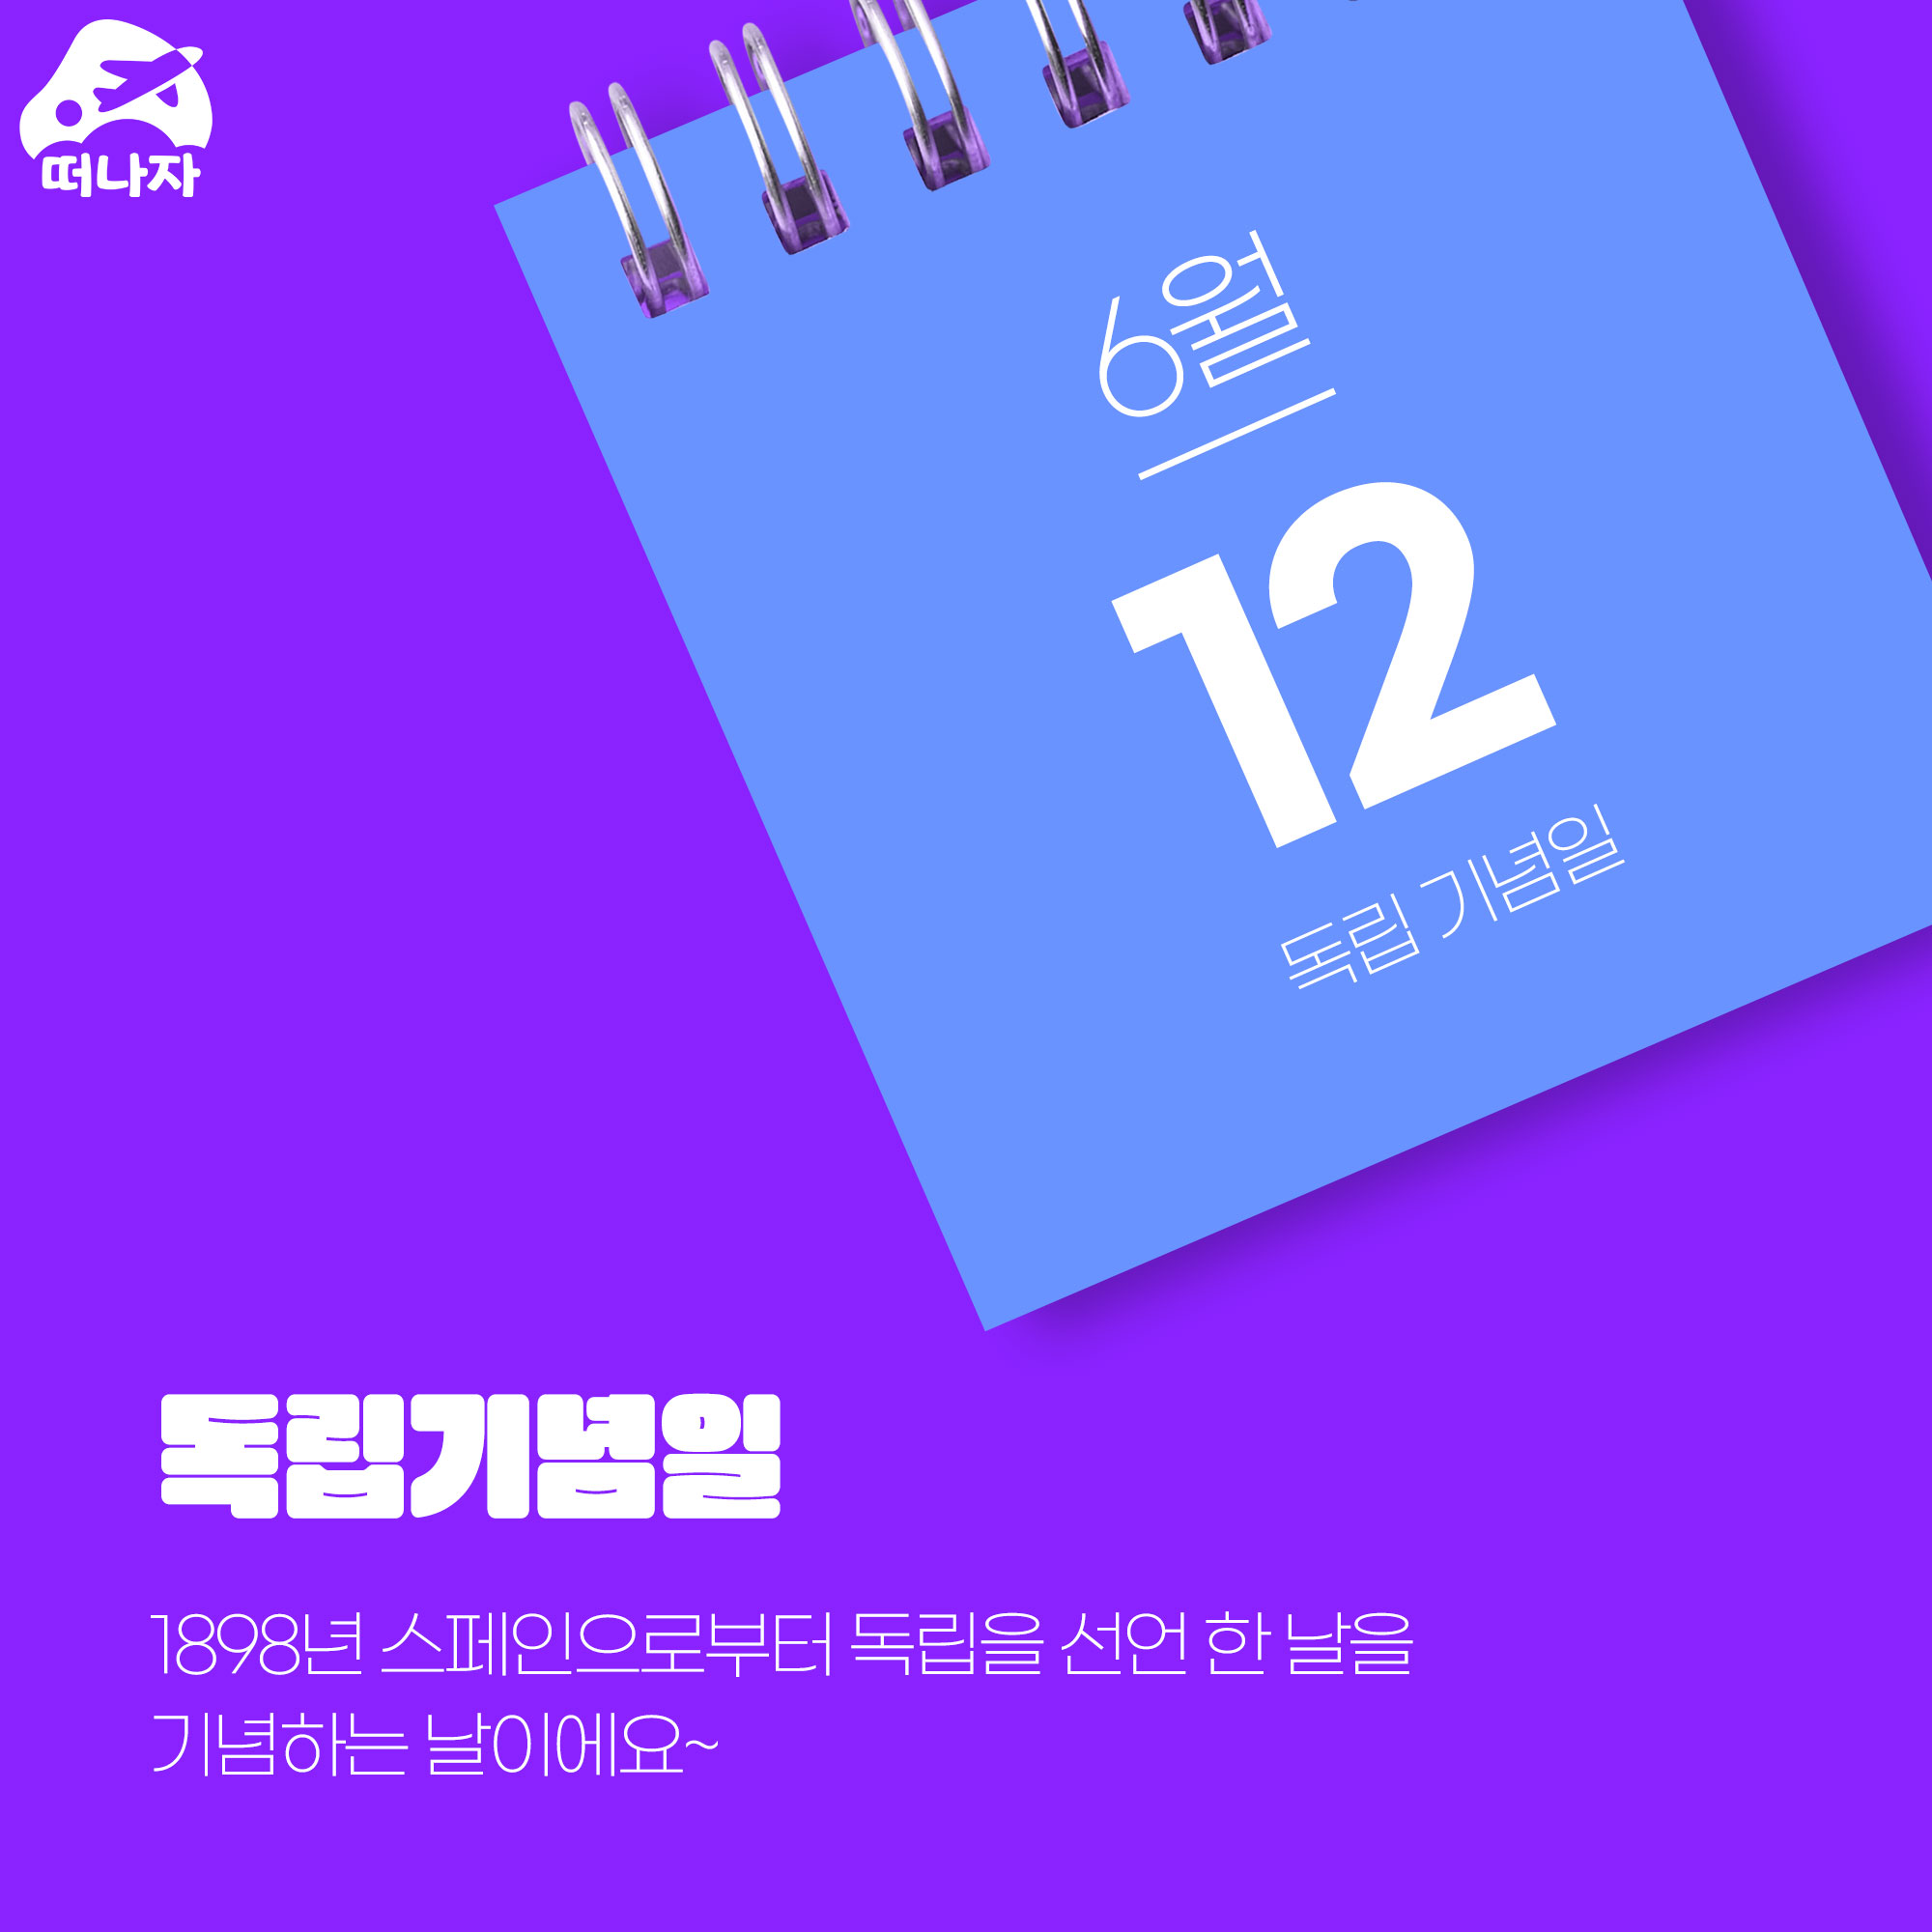 떠나자
6월
12
독립 기념일
독립기념일
1898년 스페인으로부터 독립을 선언 한 날을
기념하는 날이에요~